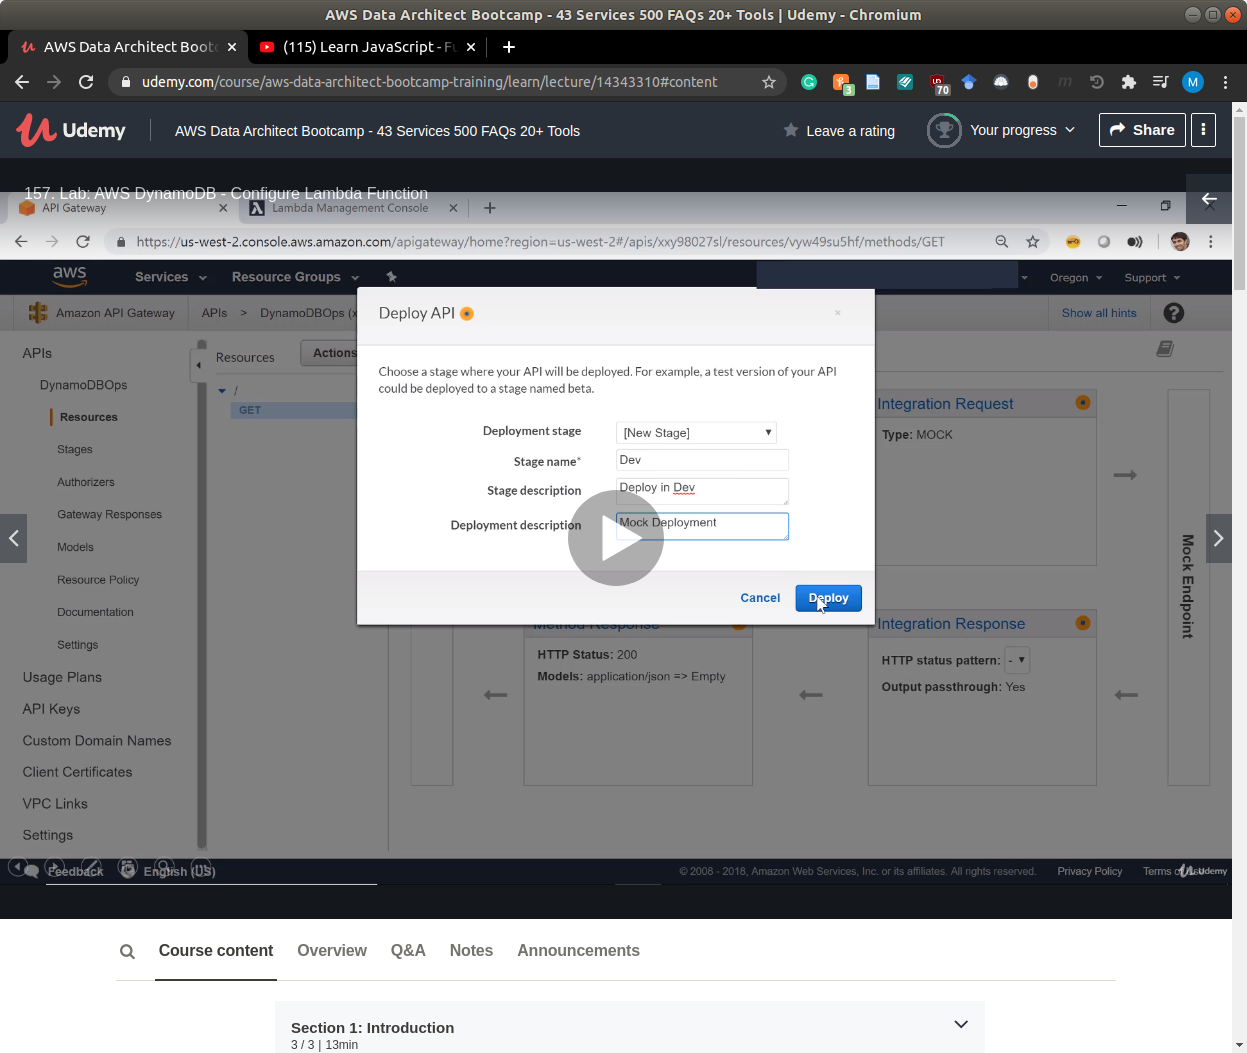 AWS Data Architect Bootcamp - 43 Services 500 FAQs 20+ Tools | Udemy - Chromium
AWS Data Architect Bootc
(115) Learn JavaScript - Fu
udemy.com/course/aws-data-architect-bootcamp-training/learn/lecture/14343310#content
3
70
M
Udemy
AWS Data Architect Bootcamp - 43 Services 500 FAQs 20+ Tools
Leave a rating
Your progress
Share
157. Lab: AWS DynamoDB - Configure Lambda Function
API Gateway
Lambda Management Console
https://us-west-2.console.aws.amazon.com/apigateway/home?region=us-west-2#/apis/xxy98027sl/resources/vyw49su5hf/methods/GET
aws
Services
Resource Groups
Oregon
Support
Amazon API Gateway
APIs > DynamoDBOps (x
Show all hints
?
APIs
DynamoDBOps
Resources
Stages
Authorizers
Gateway Responses
Models
Resource Policy
Documentation
Settings
Usage Plans
API Keys
Custom Domain Names
Client Certificates
VPC Links
Settings
Resources
Actions
/
GET
Deploy API
×
Choose a stage where your API will be deployed. For example, a test version of your API
could be deployed to a stage named beta.
Deployment stage
[New Stage]
Stage name*
Dev
Stage description
Deploy in Dev
Deployment description
Mock Deployment
Cancel
Deploy
Integration Request
Type: MOCK
Mock Endpoint
Method Response
HTTP Status: 200
Models: application/json => Empty
Integration Response
HTTP status pattern: -
Output passthrough: Yes
Feedback
English (US)
© 2008 - 2018, Amazon Web Services, Inc. or its affiliates. All rights reserved.
Privacy Policy
Terms of Use
Udemy
Course content
Overview
Q&A
Notes
Announcements
Section 1: Introduction
3 / 3 | 13min